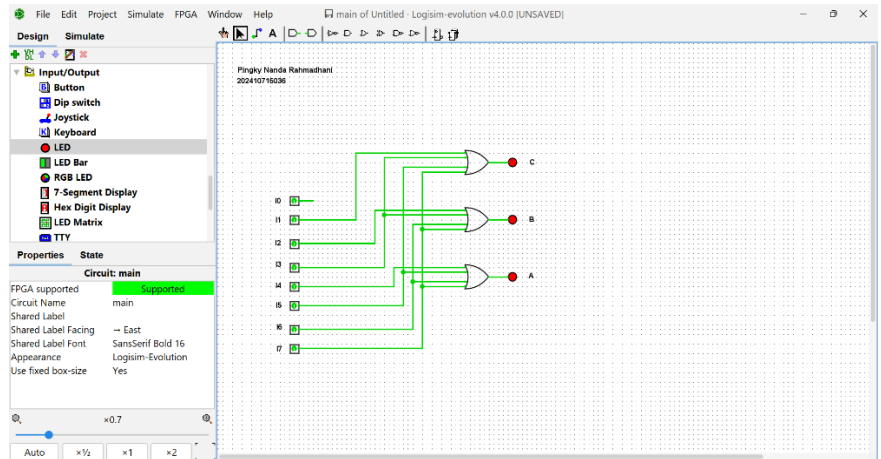 File Edit Project Simulate FPGA Window Help
main of Untitled · Logisim-evolution v4.0.0 [UNSAVED]
Design Simulate
A
Input/Output
Button
Dip switch
Joystick
Keyboard
LED
LED Bar
RGB LED
7-Segment Display
Hex Digit Display
LED Matrix
TTY
Properties State
Circuit: main
FPGA supported Supported
Circuit Name main
Shared Label
Shared Label Facing → East
Shared Label Font SansSerif Bold 16
Appearance Logisim-Evolution
Use fixed box-size Yes
×0.7
Auto ×½ ×1 ×2
Pingky Nanda Rahmadhani
202410715036
I0
I1
I2
I3
I4
I5
I6
I7
C
B
A